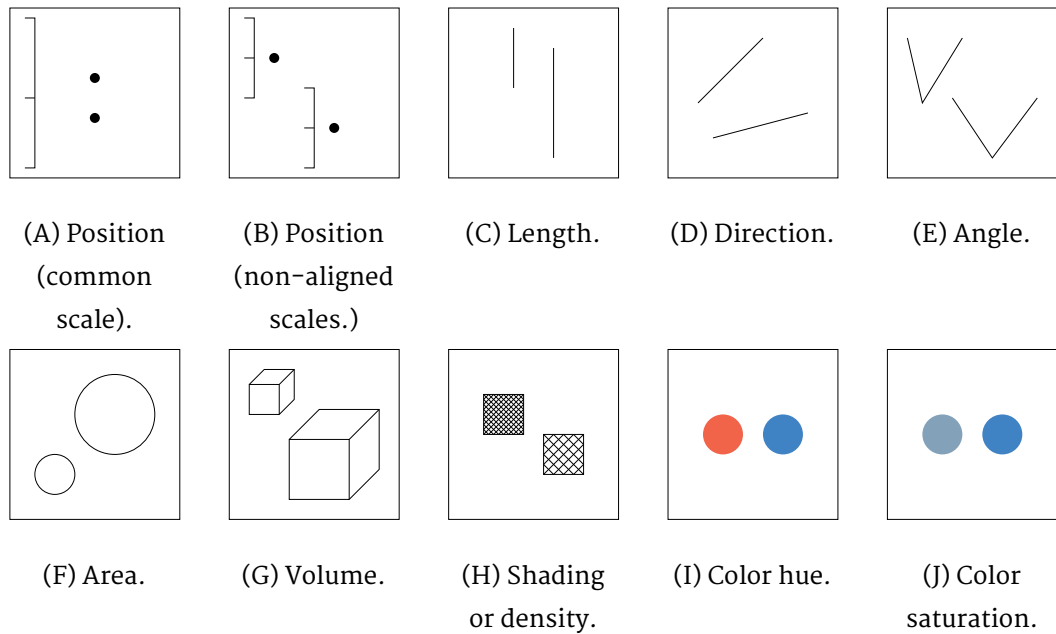 (A) Position
(common
scale).
(B) Position
(non-aligned
scales.)
(C) Length.
(D) Direction.
(E) Angle.
(F) Area.
(G) Volume.
(H) Shading
or density.
(I) Color hue.
(J) Color
saturation.